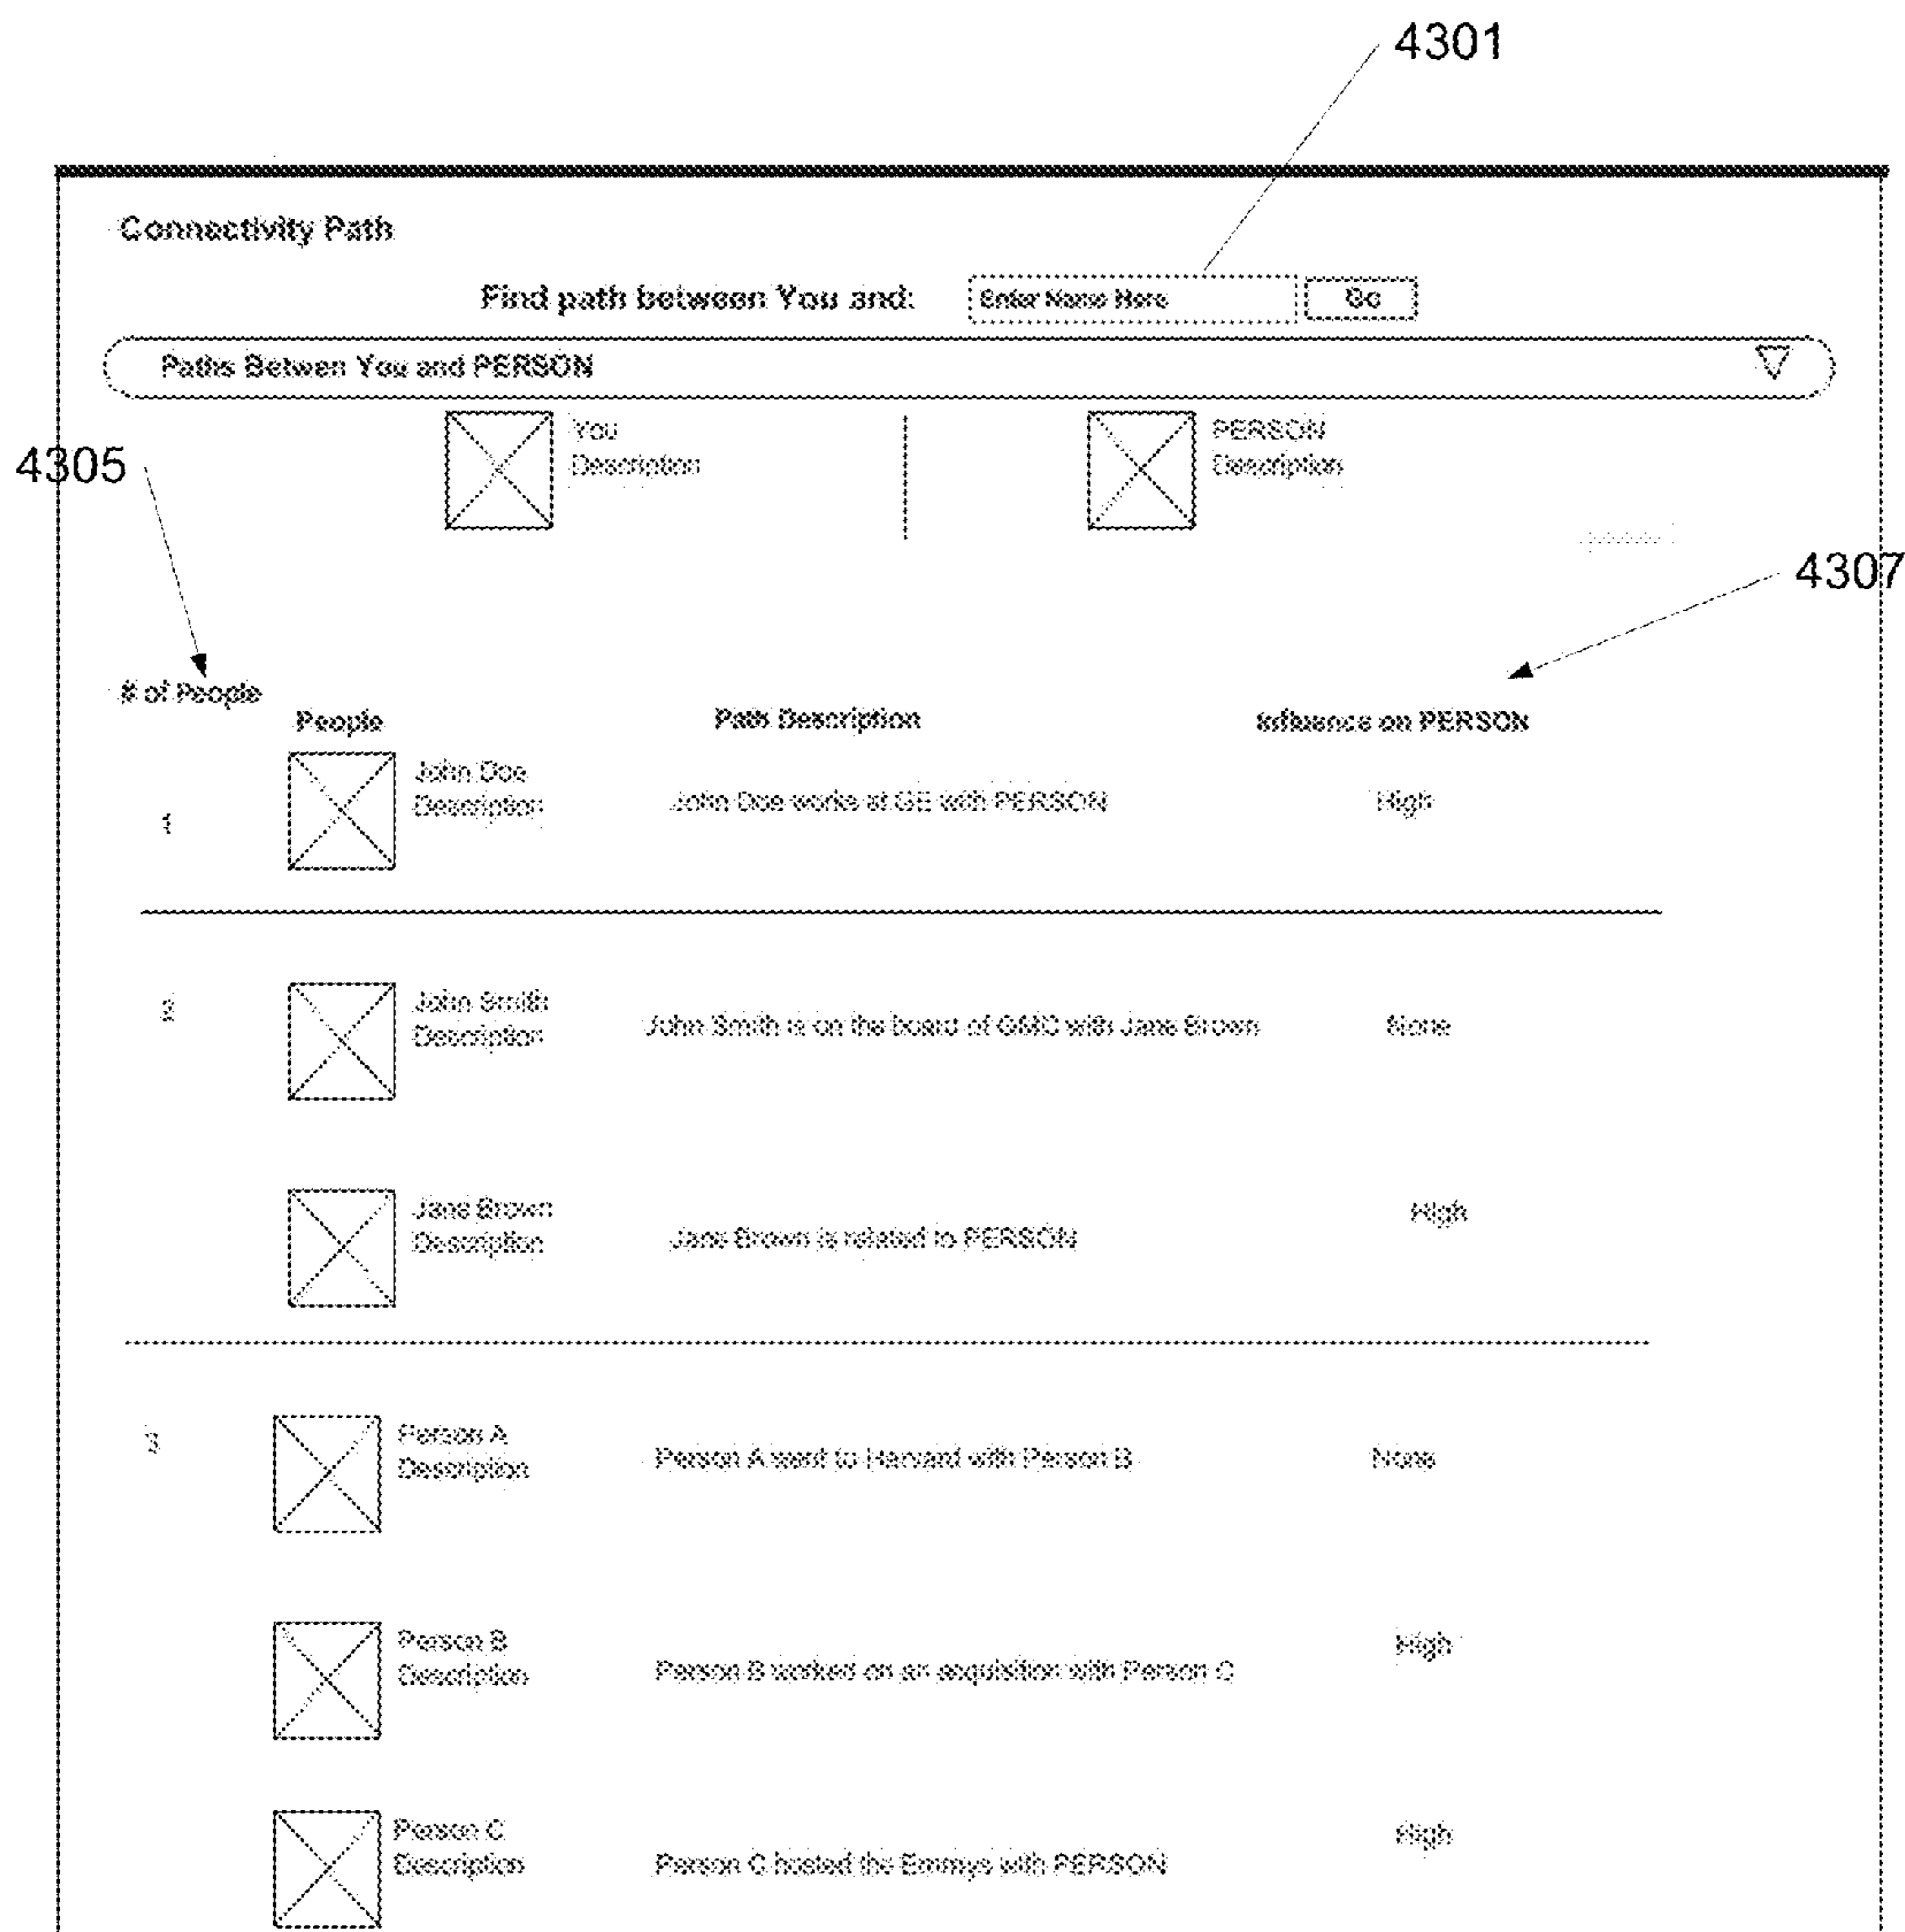 4301
Connectivity Path
Find path between You and:
Enter Name Here
Go
Paths Betwen You and PERSON
You
Description
PERSON
Description
4305
4307
# of People
People
Path Description
Influence on PERSON
1
John Doe
Description
John Doe works at GE with PERSON
High
2
John Smith
Description
John Smith is on the board of GMC with Jane Brown
None
Jane Brown
Description
Jane Brown is related to PERSON
High
3
Person A
Description
Person A went to Harvard with Person B
None
Person B
Description
Person B worked on an acquisition with Person C
High
Person C
Description
Person C hosted the Emmys with PERSON
High